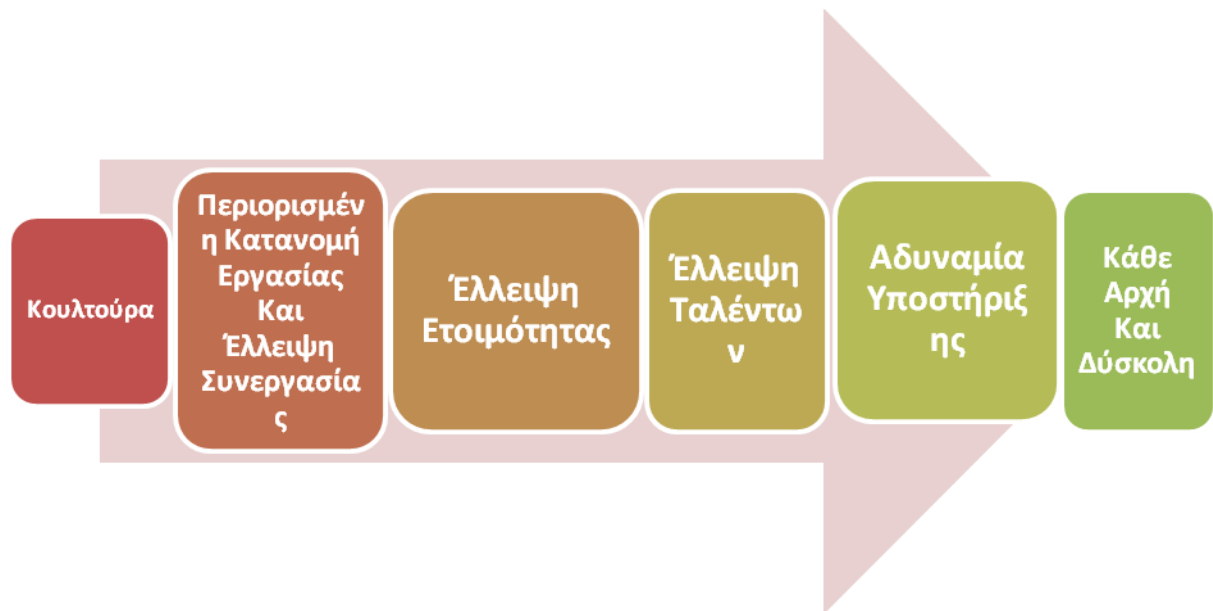 Κουλτούρα
Περιορισμέν
η Κατανομή
Εργασίας
Και
Έλλειψη
Συνεργασία
ς
Έλλειψη
Ετοιμότητας
Έλλειψη
Ταλέντω
ν
Αδυναμία
Υποστήριξ
ης
Κάθε
Αρχή
Και
Δύσκολη